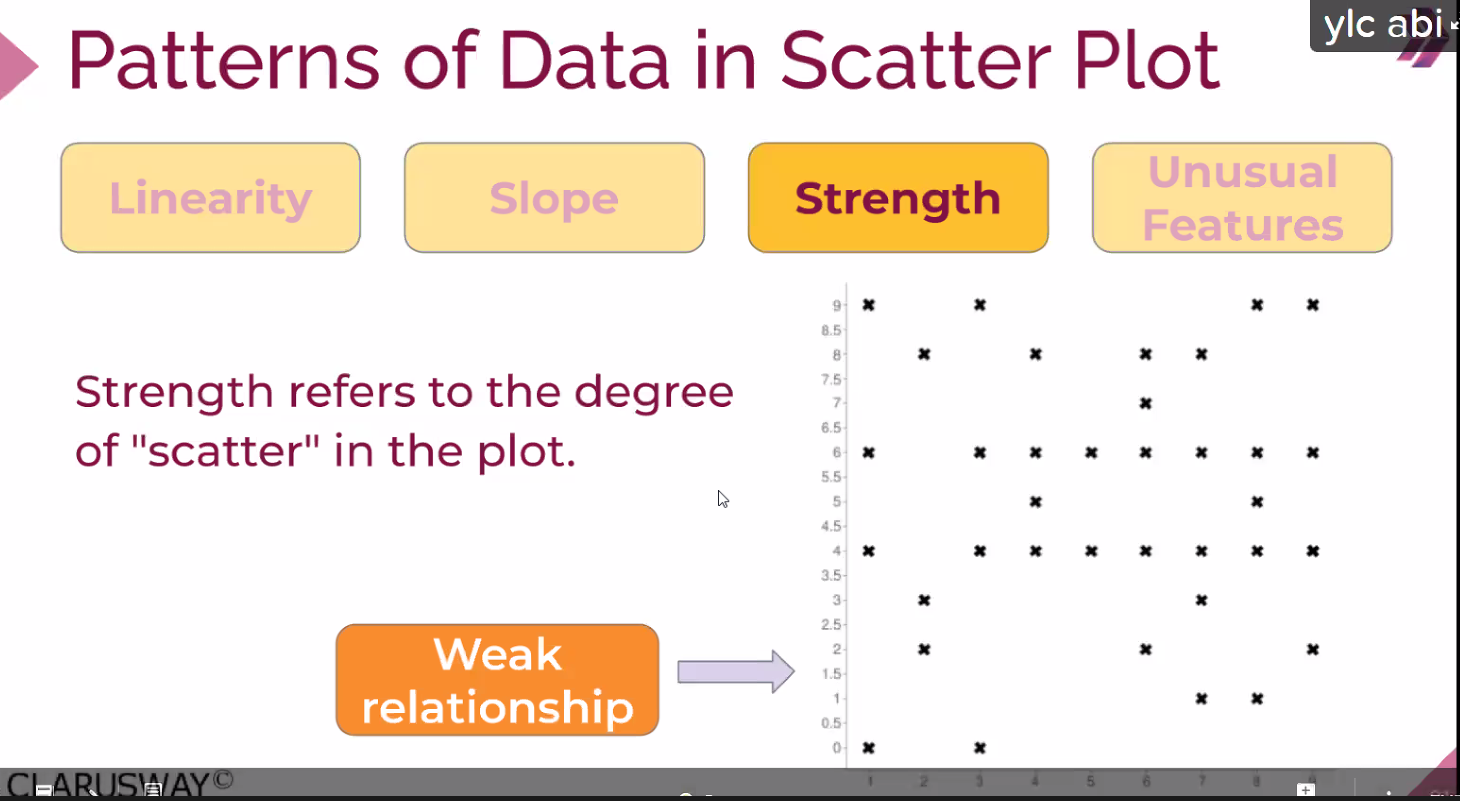 ylc abi
Patterns of Data in Scatter Plot
Linearity
Slope
Strength
Unusual
Features
Strength refers to the degree
of "scatter" in the plot.
Weak
relationship
9
8.5
8
7.5
7
6.5
6
5.5
5
4.5
4
3.5
3
2.5
2
1.5
1
0.5
0
1 2 3 4 5 6 7 8 9
CLARUSWAY©